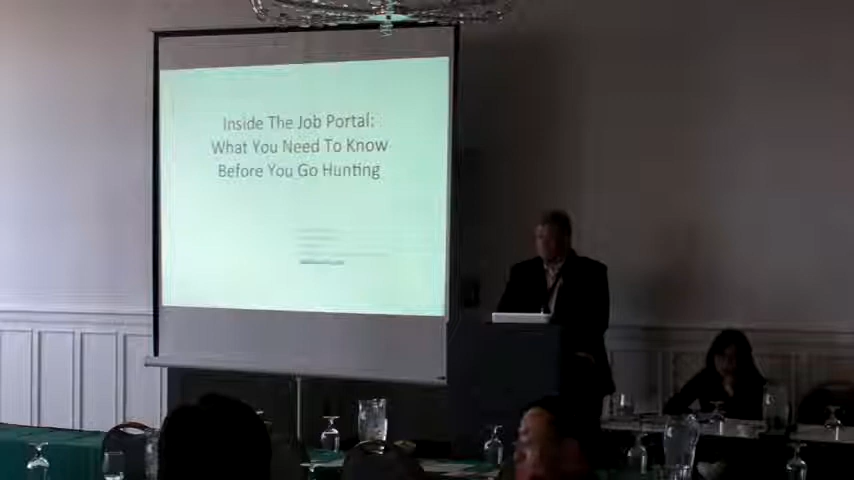 Inside The Job Portal:
What You Need To Know
Before You Go Hunting